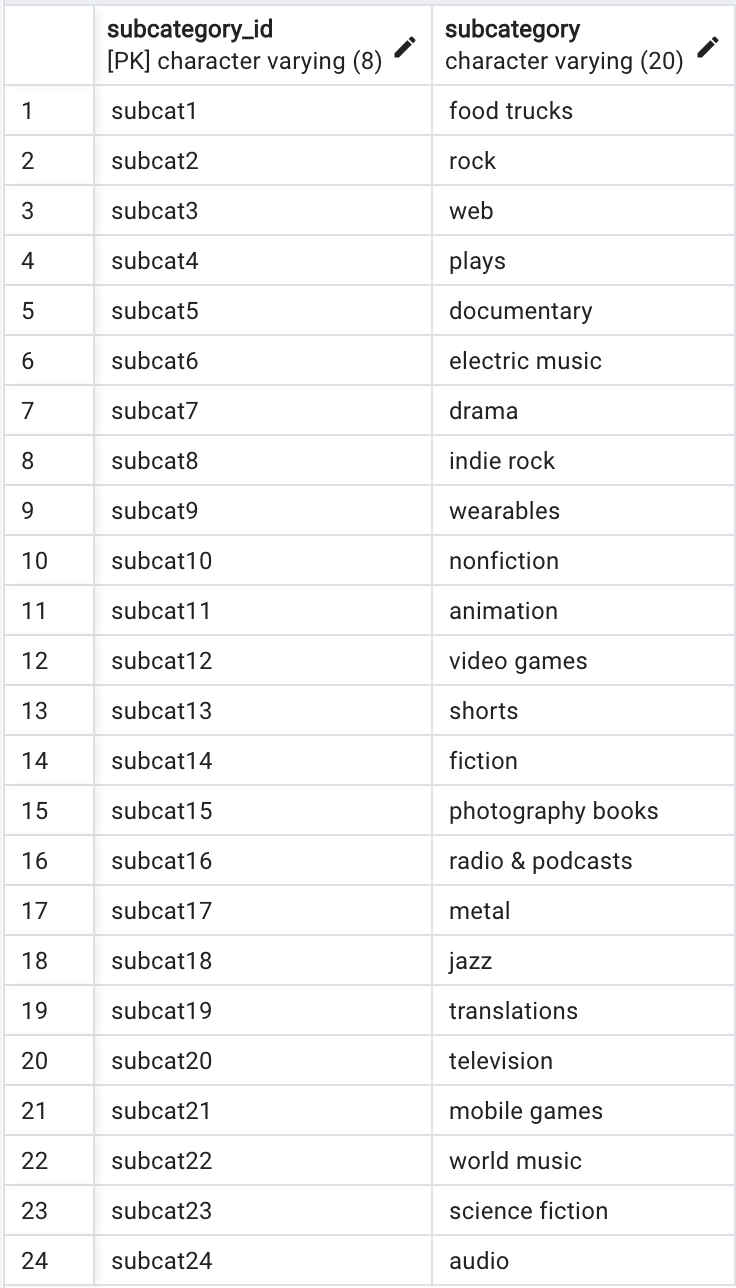 subcategory_id subcategory
[PK] character varying (8) character varying (20)
1 subcat1 food trucks
2 subcat2 rock
3 subcat3 web
4 subcat4 plays
5 subcat5 documentary
6 subcat6 electric music
7 subcat7 drama
8 subcat8 indie rock
9 subcat9 wearables
10 subcat10 nonfiction
11 subcat11 animation
12 subcat12 video games
13 subcat13 shorts
14 subcat14 fiction
15 subcat15 photography books
16 subcat16 radio & podcasts
17 subcat17 metal
18 subcat18 jazz
19 subcat19 translations
20 subcat20 television
21 subcat21 mobile games
22 subcat22 world music
23 subcat23 science fiction
24 subcat24 audio